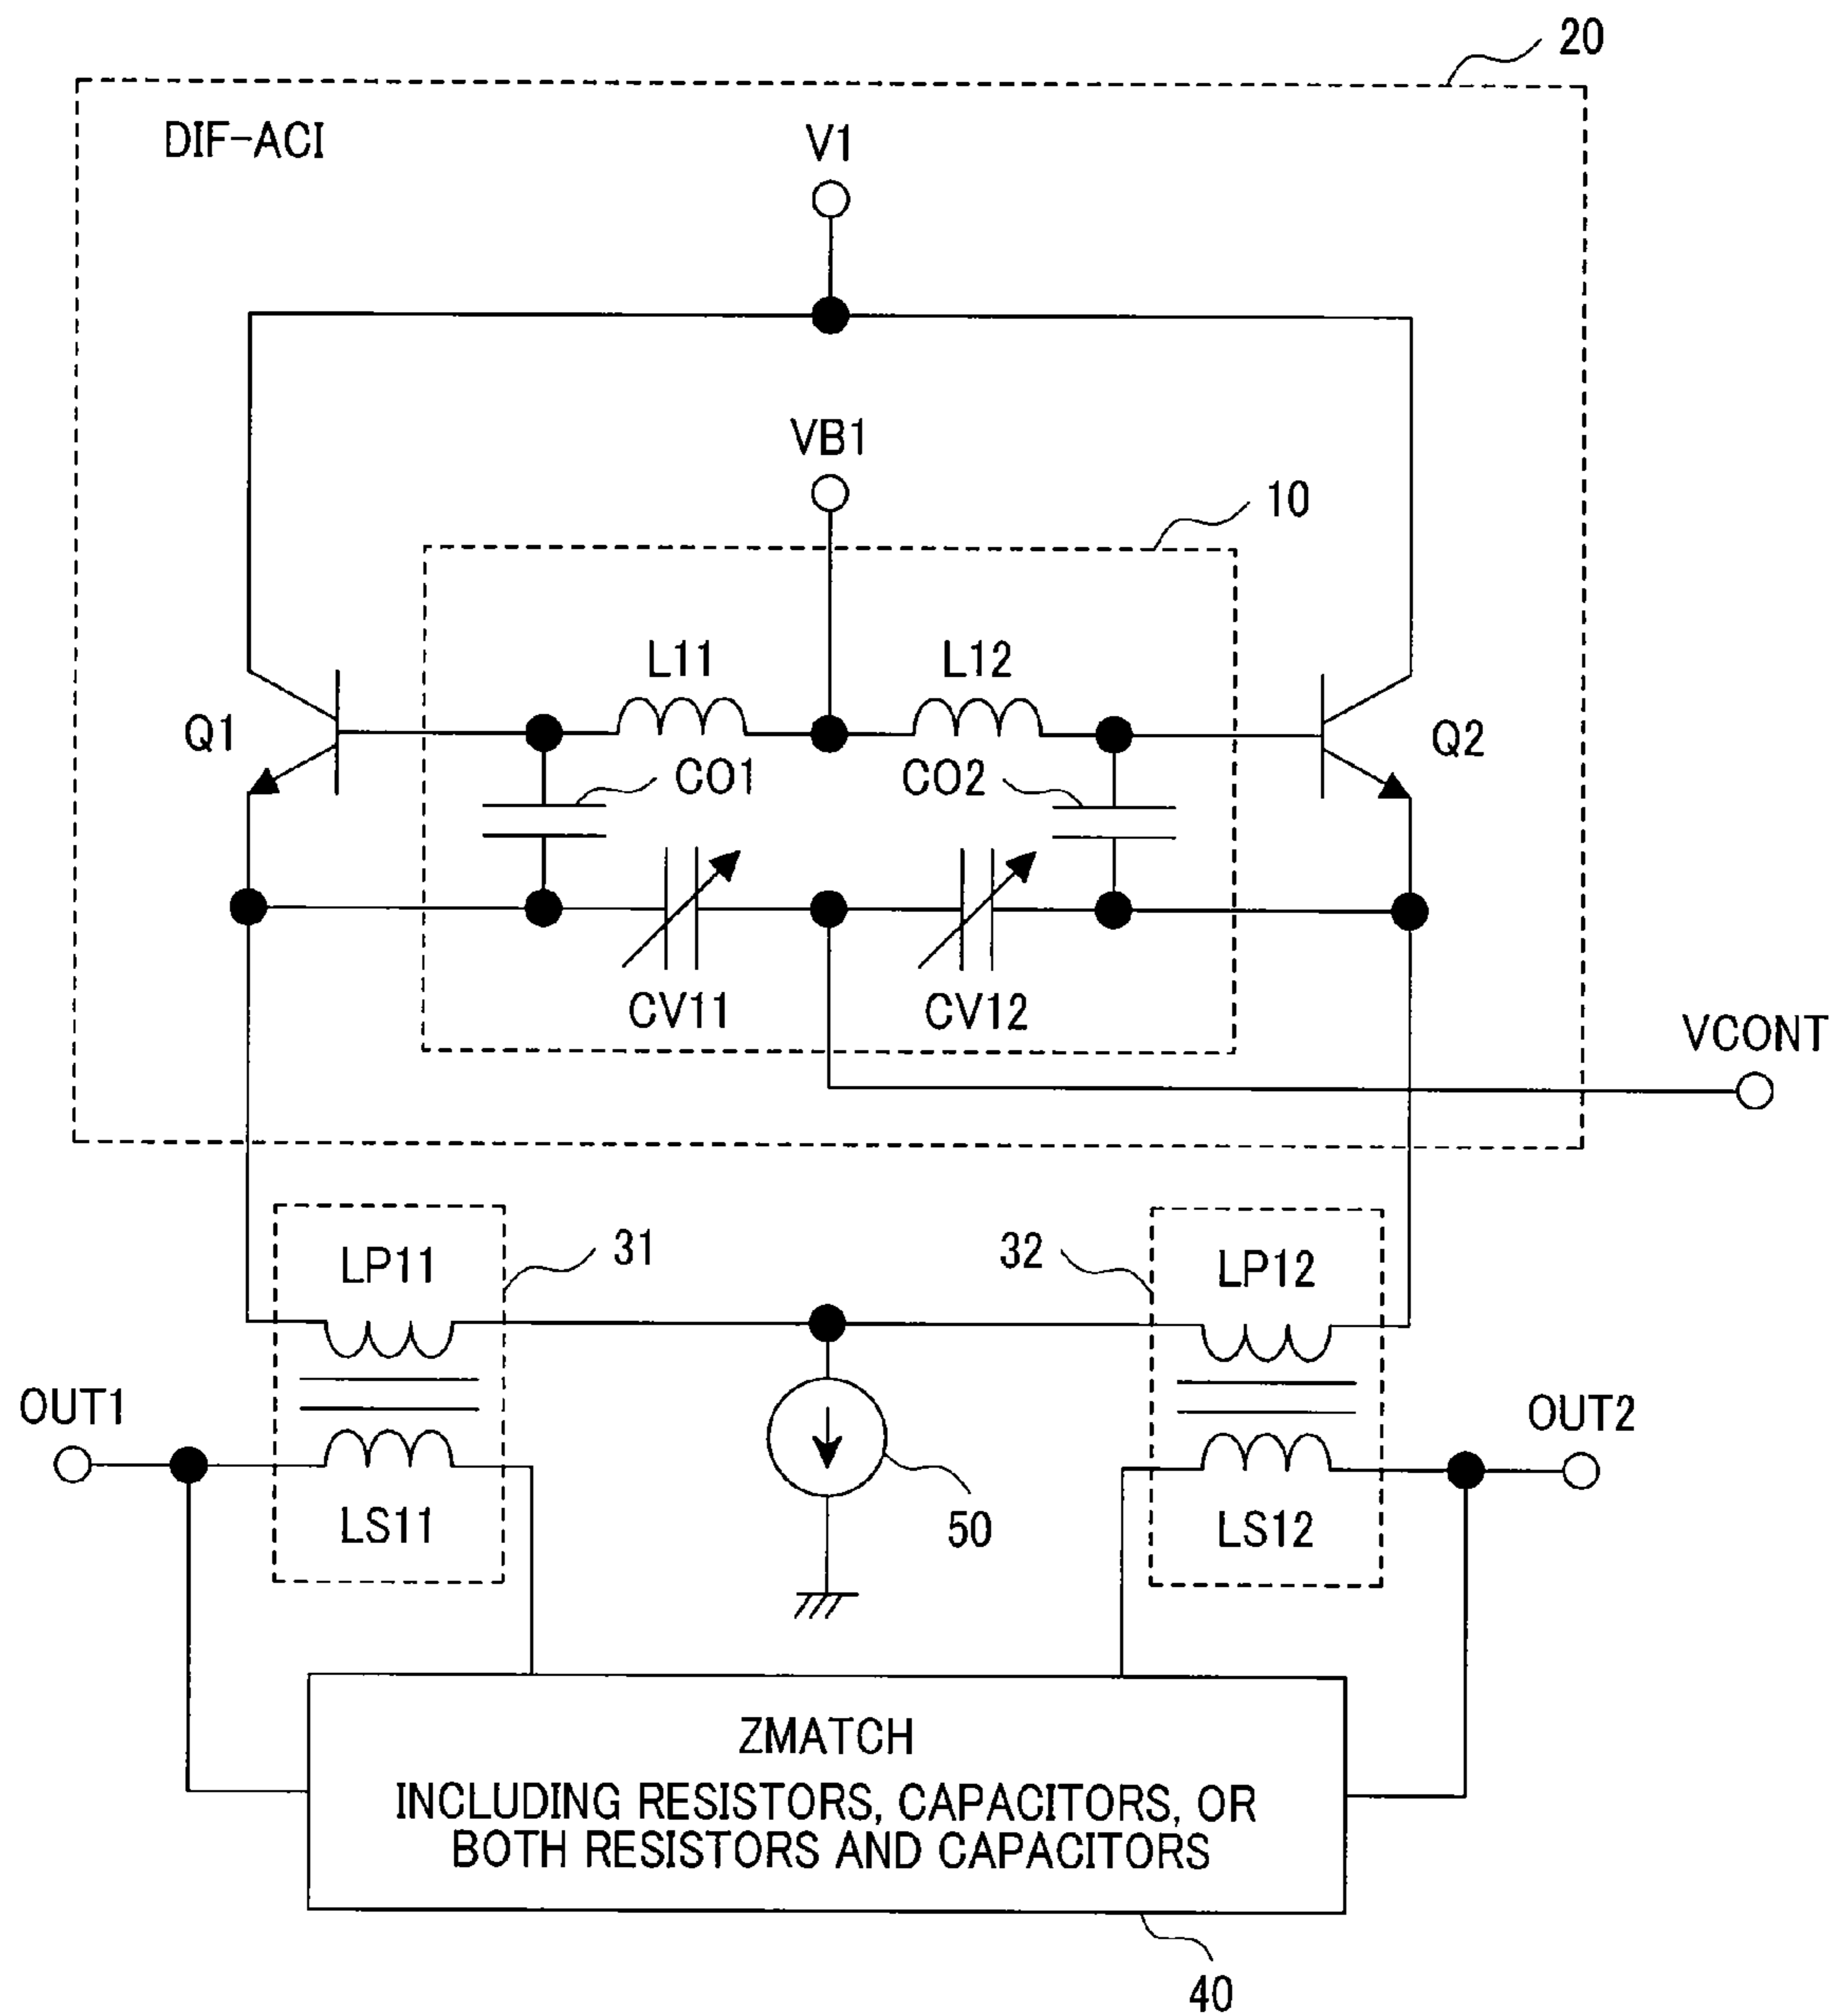 20
DIF-ACI
V1
VB1
10
L11
L12
Q1
Q2
CO1
CO2
CV11
CV12
VCONT
31
32
LP11
LP12
OUT1
OUT2
LS11
LS12
50
ZMATCH
INCLUDING RESISTORS, CAPACITORS, OR
BOTH RESISTORS AND CAPACITORS
40